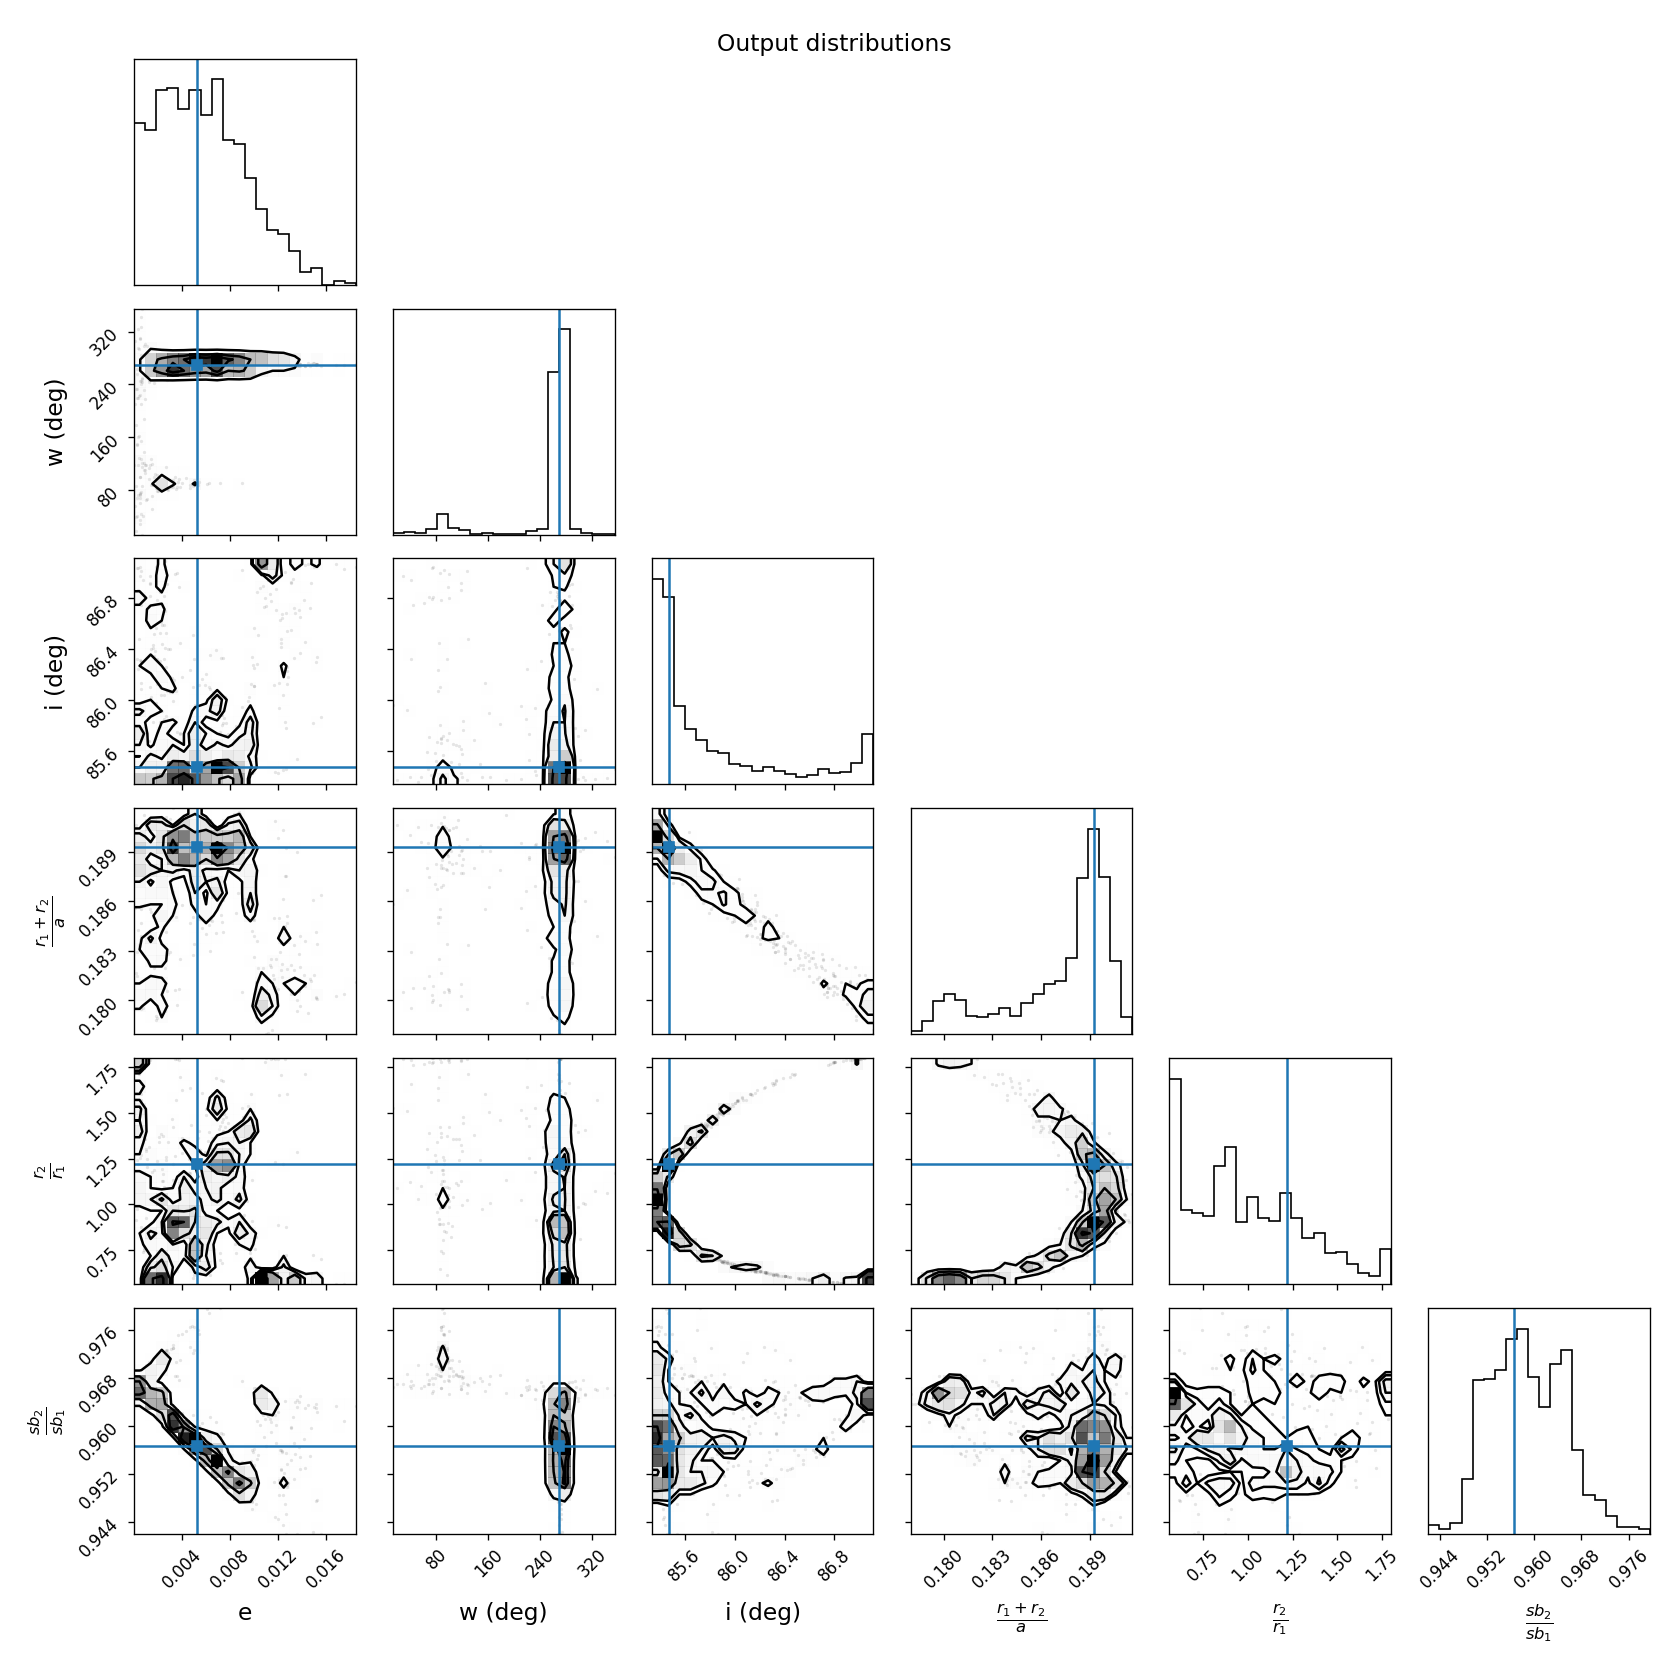 Output distributions
w (deg)
320
240
160
80
i (deg)
86.8
86.4
86.0
85.6
r₁ + r₂
a
0.189
0.186
0.183
0.180
r₂
r₁
1.75
1.50
1.25
1.00
0.75
sb₂
sb₁
0.976
0.968
0.960
0.952
0.944
0.004 0.008 0.012 0.016 80 160 240 320 85.6 86.0 86.4 86.8 0.180 0.183 0.186 0.189 0.75 1.00 1.25 1.50 1.75 0.944 0.952 0.960 0.968 0.976
e w (deg) i (deg) r₁ + r₂ r₂ sb₂
a r₁ sb₁